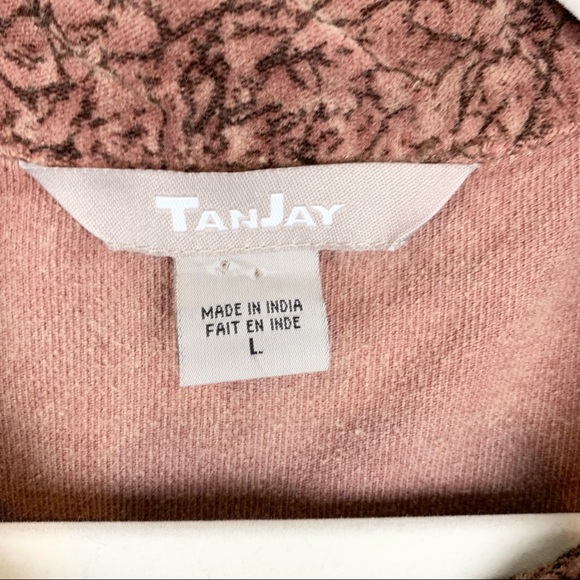 TANJAY
MADE IN INDIA
FAIT EN INDE
L.